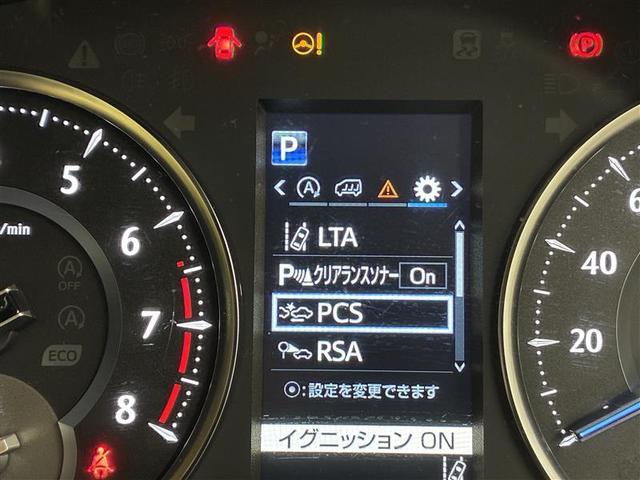 P
LTA
P クリアランスソナー On
PCS
RSA
:設定を変更できます
イグニッション ON
/min
5
6
7
8
A
OFF
A
ECO
P
A
40
20